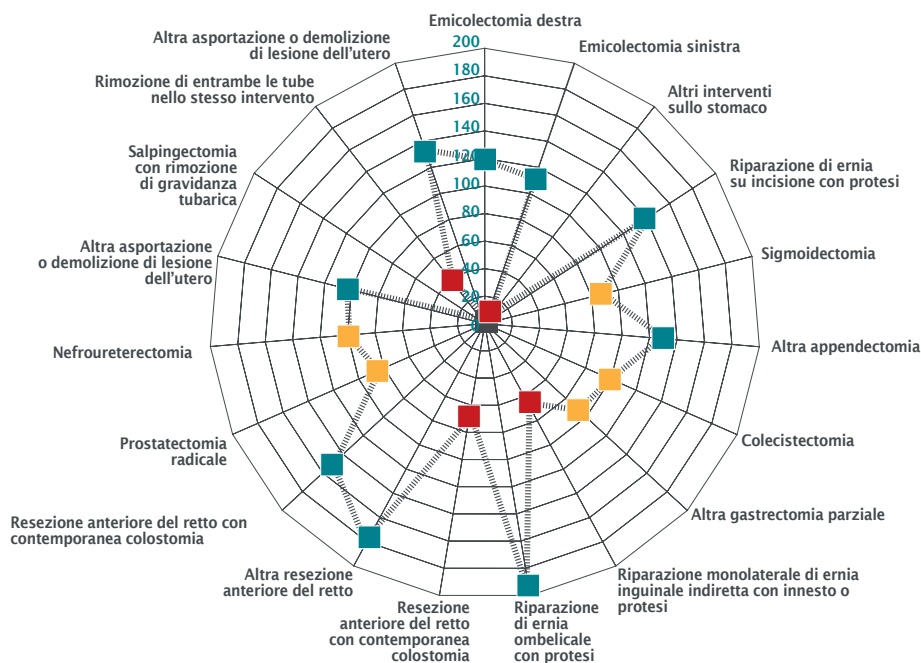 Emicolectomia destra
Emicolectomia sinistra
Altri interventi
sullo stomaco
Riparazione di ernia
su incisione con protesi
Sigmoidectomia
Altra appendectomia
Colecistectomia
Altra gastrectomia parziale
Riparazione monolaterale di ernia
inguinale indiretta con innesto o
protesi
Riparazione
di ernia
ombelicale
con protesi
Resezione
anteriore del retto
con contemporanea
colostomia
Altra resezione
anteriore del retto
Resezione anteriore del retto con
contemporanea colostomia
Prostatectomia
radicale
Nefroureterectomia
Altra asportazione
o demolizione di lesione
dell'utero
Salpingectomia
con rimozione
di gravidanza
tubarica
Rimozione di entrambe le tube
nello stesso intervento
Altra asportazione o demolizione
di lesione dell'utero
200
180
160
140
120
100
80
60
40
20
0